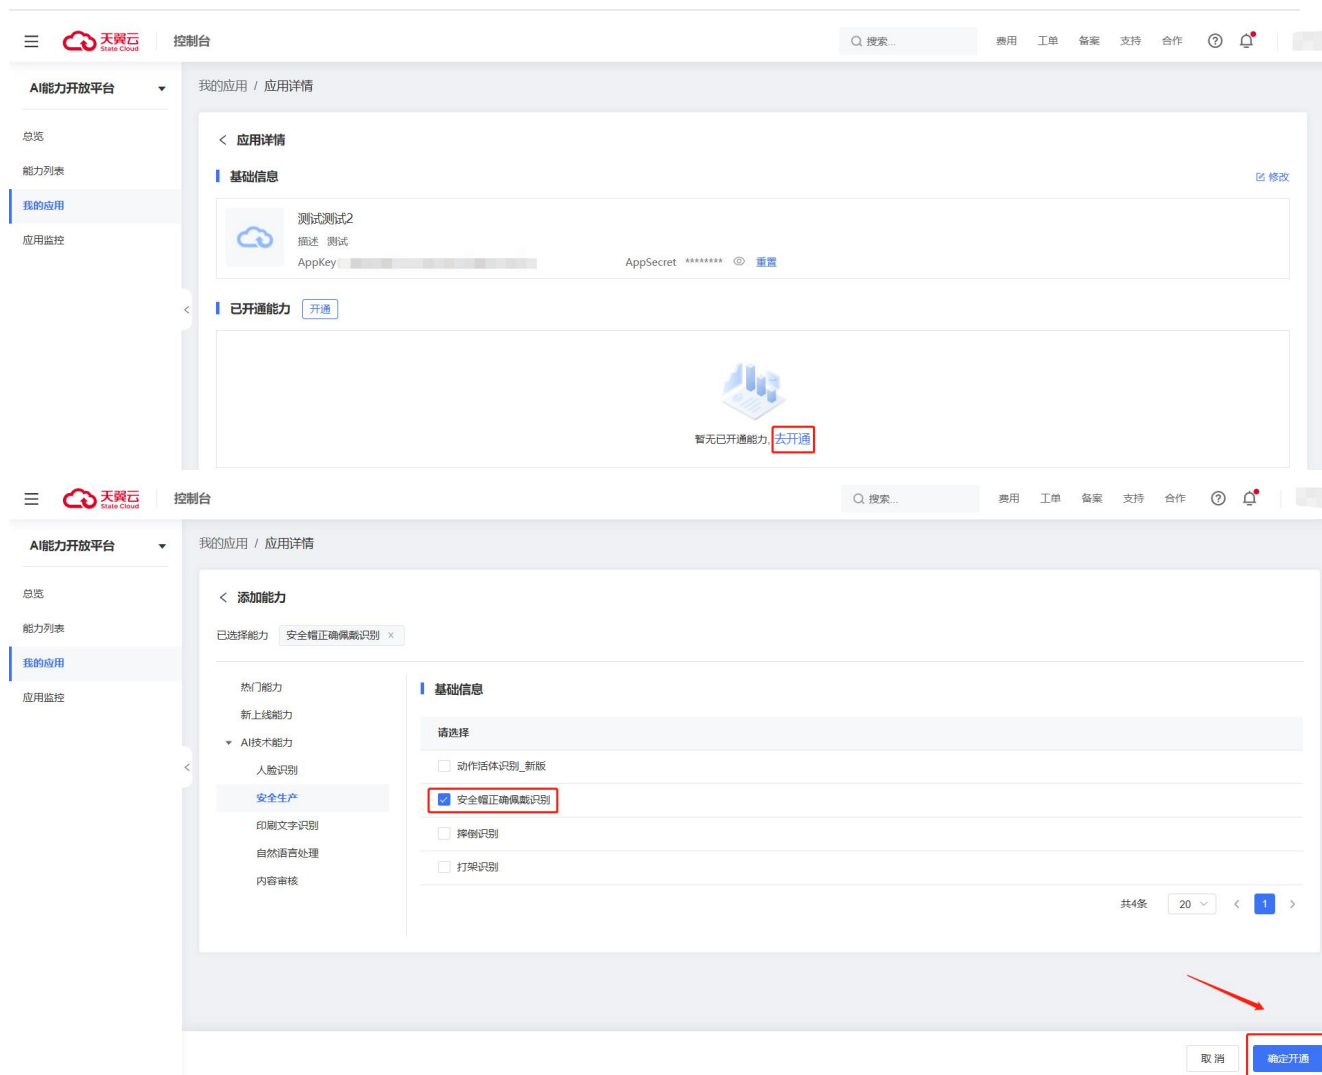 天翼云 State Cloud 控制台 搜索... 费用 工单 备案 支持 合作
AI能力开放平台
总览
能力列表
我的应用
应用监控
我的应用 / 应用详情
< 应用详情
基础信息 修改
测试测试2
描述 测试
AppKey AppSecret ******** 重置
已开通能力 开通
暂无已开通能力,去开通
天翼云 State Cloud 控制台 搜索... 费用 工单 备案 支持 合作
AI能力开放平台
总览
能力列表
我的应用
应用监控
我的应用 / 应用详情
< 添加能力
已选择能力 安全帽正确佩戴识别 ×
热门能力
新上线能力
AI技术能力
人脸识别
安全生产
印刷文字识别
自然语言处理
内容审核
基础信息
请选择
动作活体识别_新版
安全帽正确佩戴识别
摔倒识别
打架识别
共4条 20 < 1 >
取消 确定开通